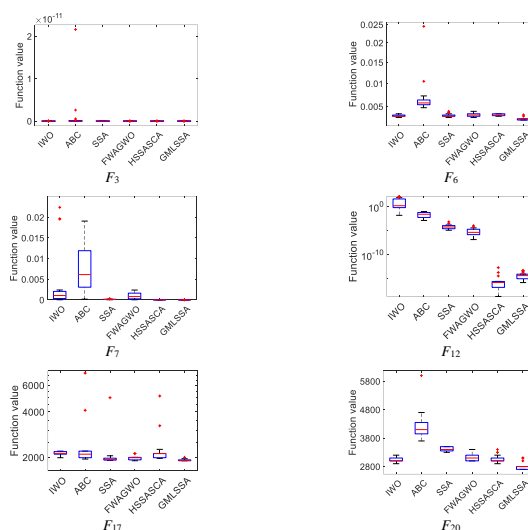 ×10⁻¹¹
Function value
2
1
0
IWO
ABC
SSA
FWAGWO
HSSASCA
GMLSSA
F₃
Function value
0.025
0.015
0.005
IWO
ABC
SSA
FWAGWO
HSSASCA
GMLSSA
F₆
Function value
0.02
0.015
0.01
0.005
0
IWO
ABC
SSA
FWAGWO
HSSASCA
GMLSSA
F₇
Function value
10⁰
10⁻¹⁰
IWO
ABC
SSA
FWAGWO
HSSASCA
GMLSSA
F₁₂
Function value
6000
4000
2000
IWO
ABC
SSA
FWAGWO
HSSASCA
GMLSSA
F₁₇
Function value
5800
4800
3800
2800
IWO
ABC
SSA
FWAGWO
HSSASCA
GMLSSA
F₂₀